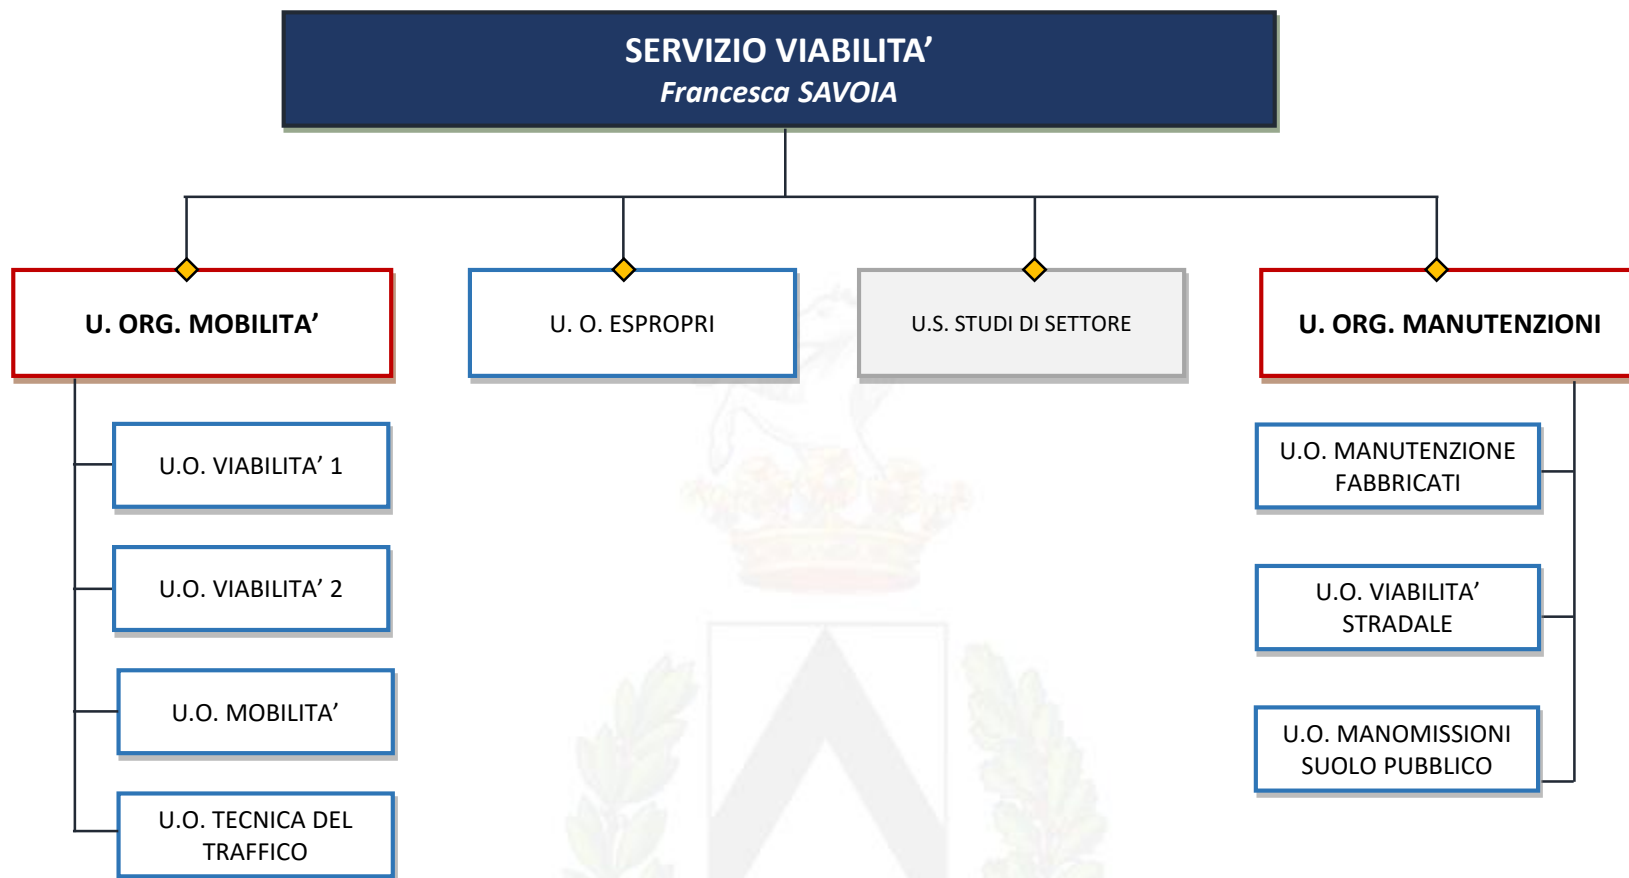 SERVIZIO VIABILITA’
Francesca SAVOIA
U. ORG. MOBILITA’
U. O. ESPROPRI
U.S. STUDI DI SETTORE
U. ORG. MANUTENZIONI
U.O. VIABILITA’ 1
U.O. VIABILITA’ 2
U.O. MOBILITA’
U.O. TECNICA DEL
TRAFFICO
U.O. MANUTENZIONE
FABBRICATI
U.O. VIABILITA’
STRADALE
U.O. MANOMISSIONI
SUOLO PUBBLICO